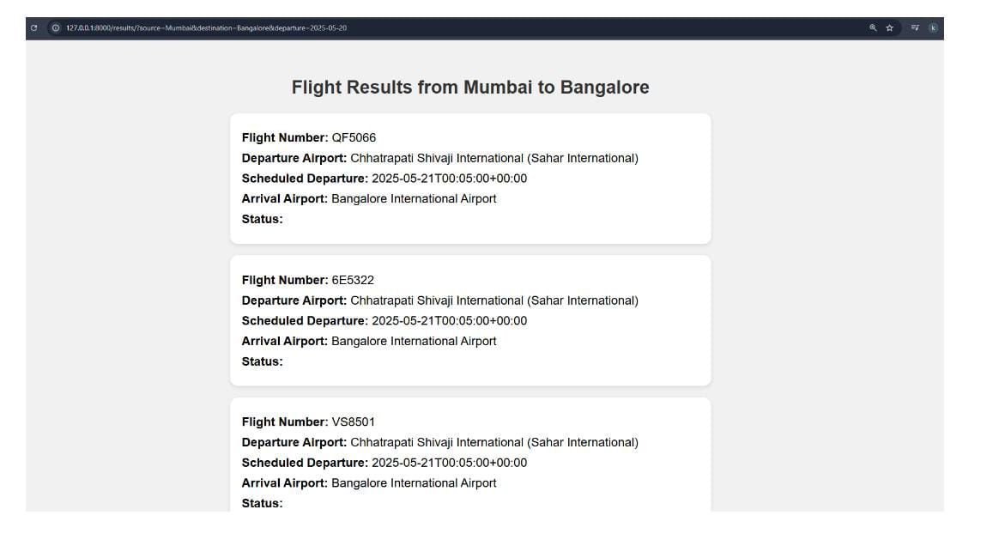 127.0.0.1:8000/results/?source=Mumbai&destination=Bangalore&departure=2025-05-20
k
Flight Results from Mumbai to Bangalore
Flight Number: QF5066
Departure Airport: Chhatrapati Shivaji International (Sahar International)
Scheduled Departure: 2025-05-21T00:05:00+00:00
Arrival Airport: Bangalore International Airport
Status:
Flight Number: 6E5322
Departure Airport: Chhatrapati Shivaji International (Sahar International)
Scheduled Departure: 2025-05-21T00:05:00+00:00
Arrival Airport: Bangalore International Airport
Status:
Flight Number: VS8501
Departure Airport: Chhatrapati Shivaji International (Sahar International)
Scheduled Departure: 2025-05-21T00:05:00+00:00
Arrival Airport: Bangalore International Airport
Status: